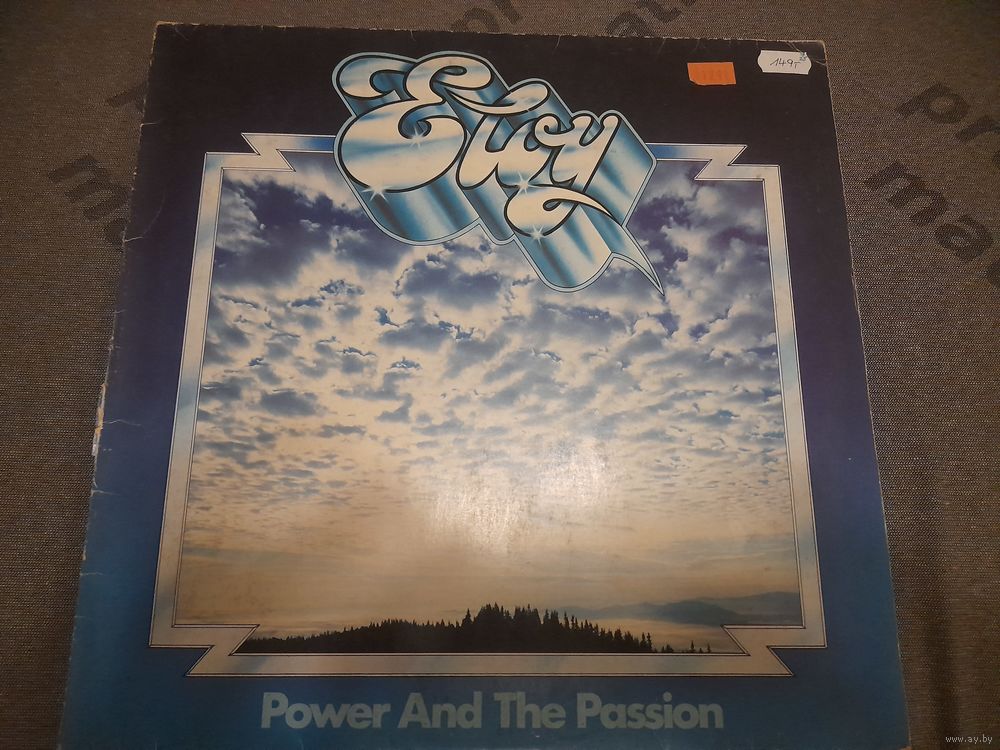 Eloy
Power And The Passion
www.ay.by